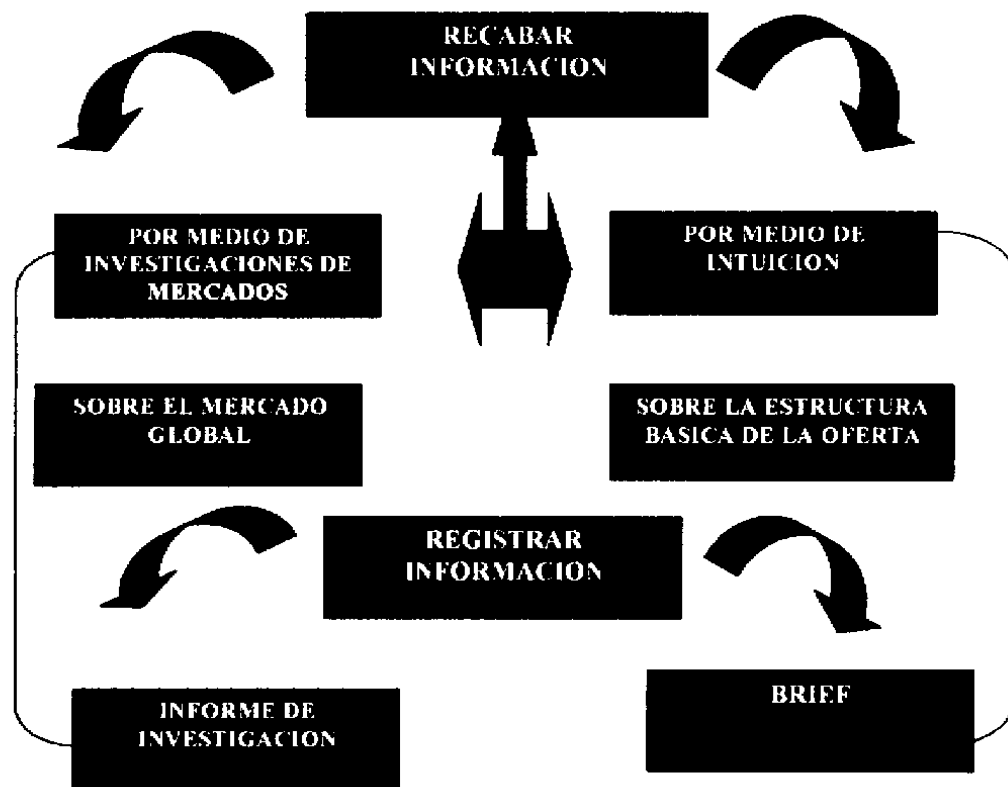 RECABAR
INFORMACION
POR MEDIO DE
INVESTIGACIONES DE
MERCADOS
POR MEDIO DE
INTUICION
SOBRE EL MERCADO
GLOBAL
SOBRE LA ESTRUCTURA
BASICA DE LA OFERTA
REGISTRAR
INFORMACION
INFORME DE
INVESTIGACION
BRIEF